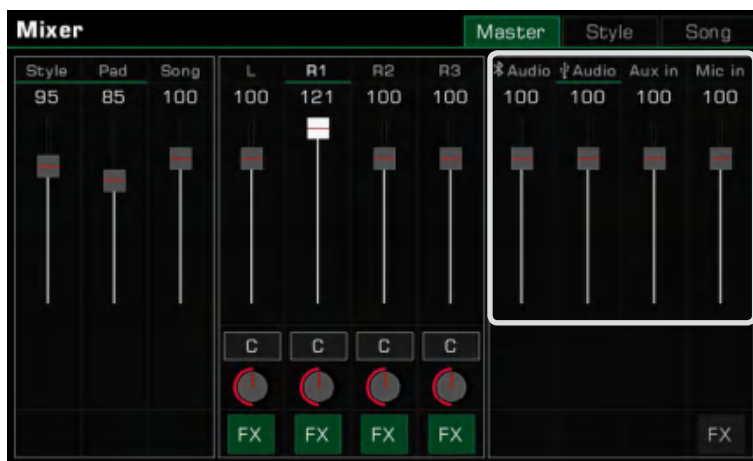 Mixer Master Style Song
Style Pad Song L R1 R2 R3 Audio Audio Aux in Mic in
95 85 100 100 121 100 100 100 100 100 100
C C C C
FX FX FX FX FX